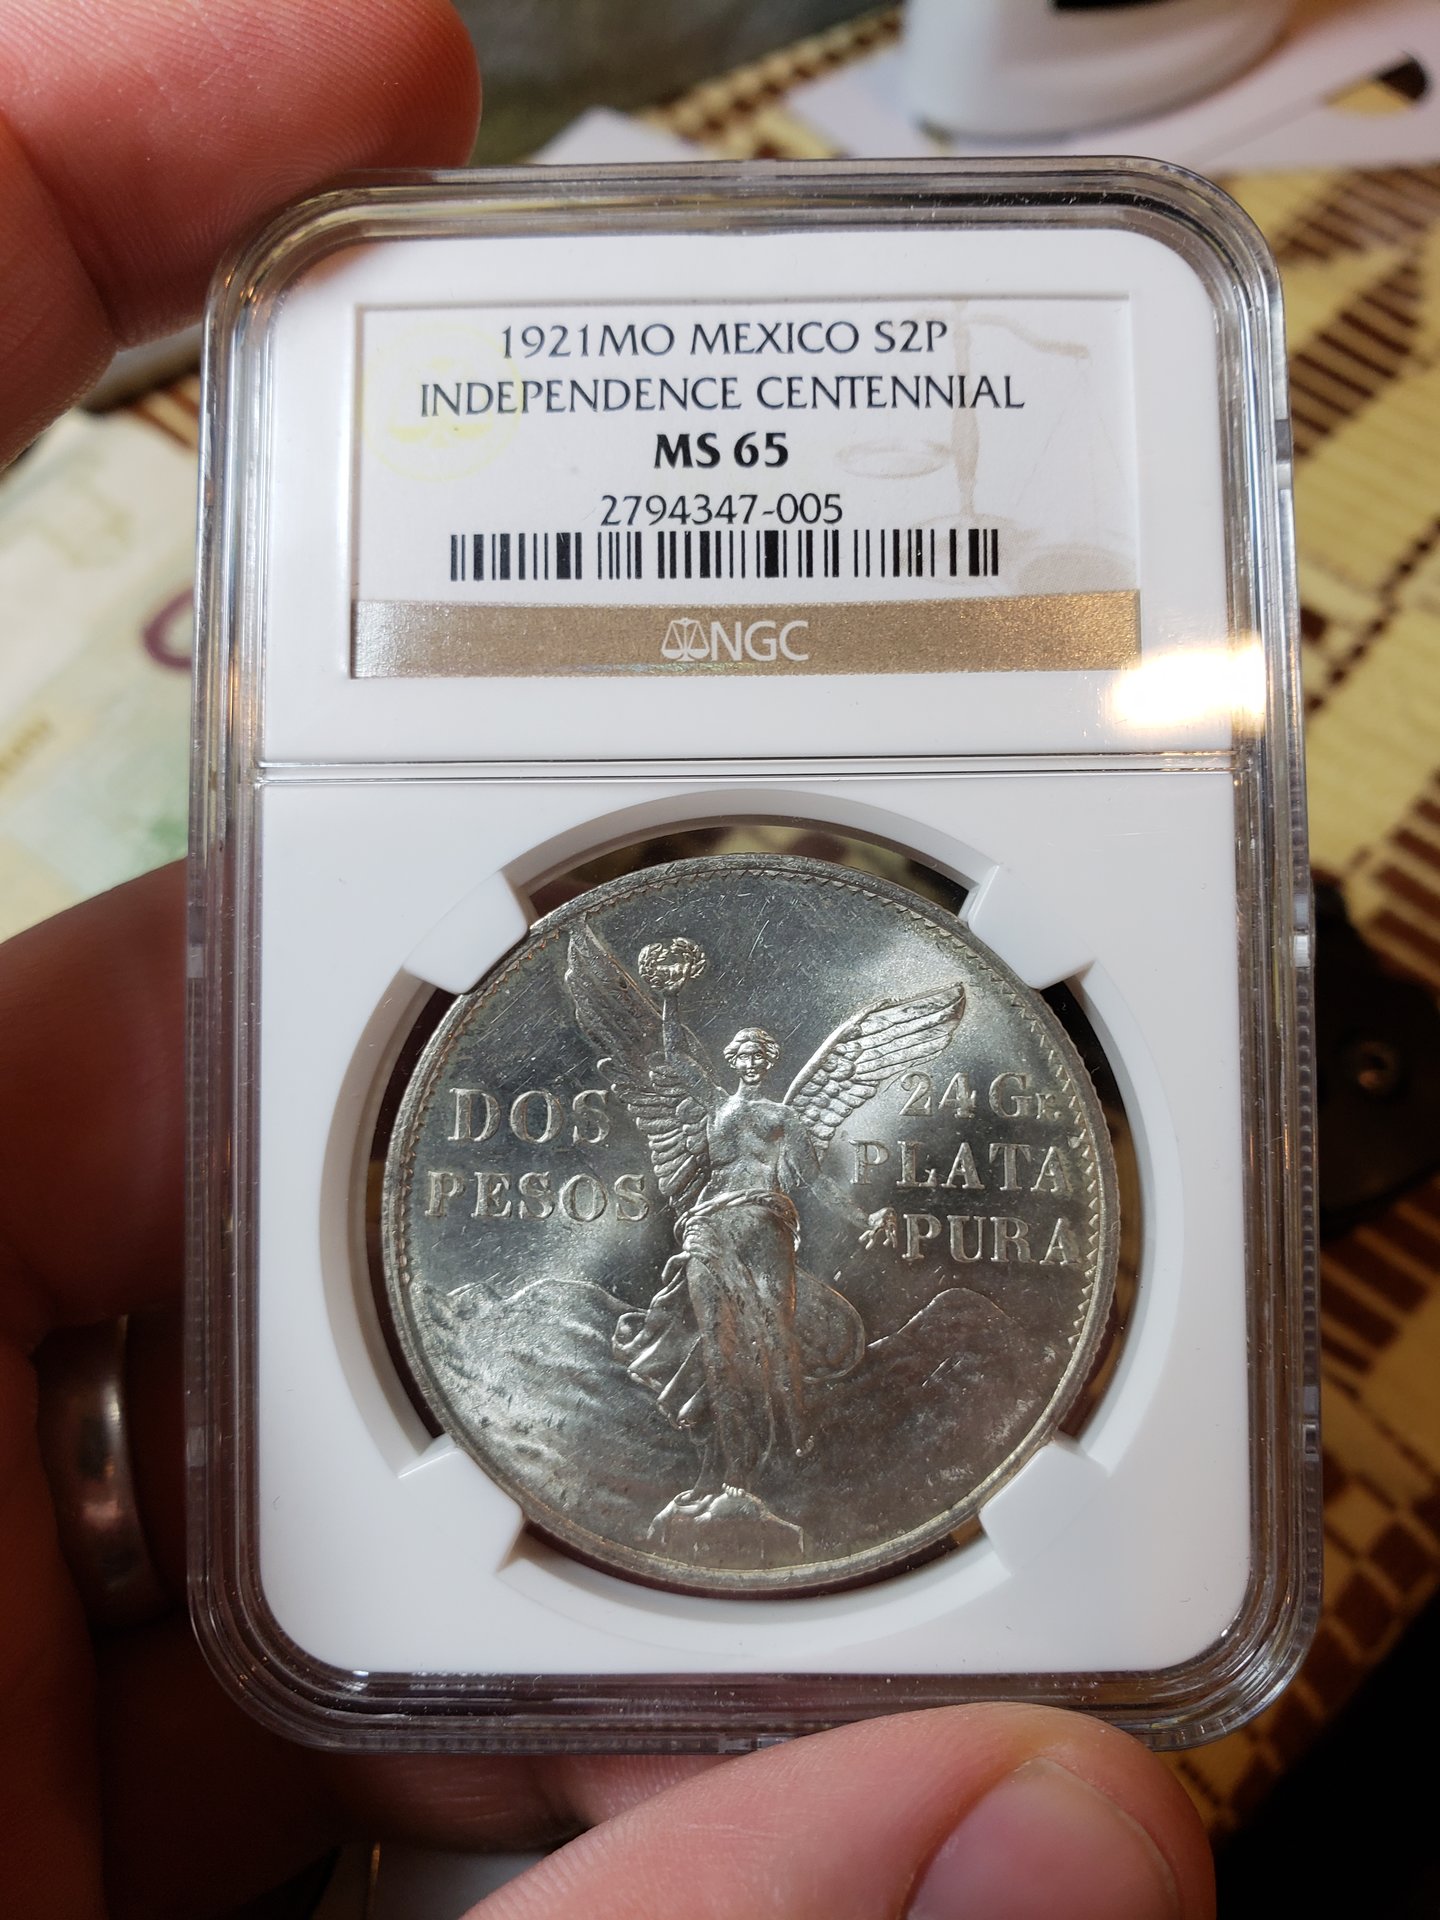 1921MO MEXICO S2P
INDEPENDENCE CENTENNIAL
MS 65
2794347-005
NGC
DOS
PESOS
24 Gr.
PLATA
PURA